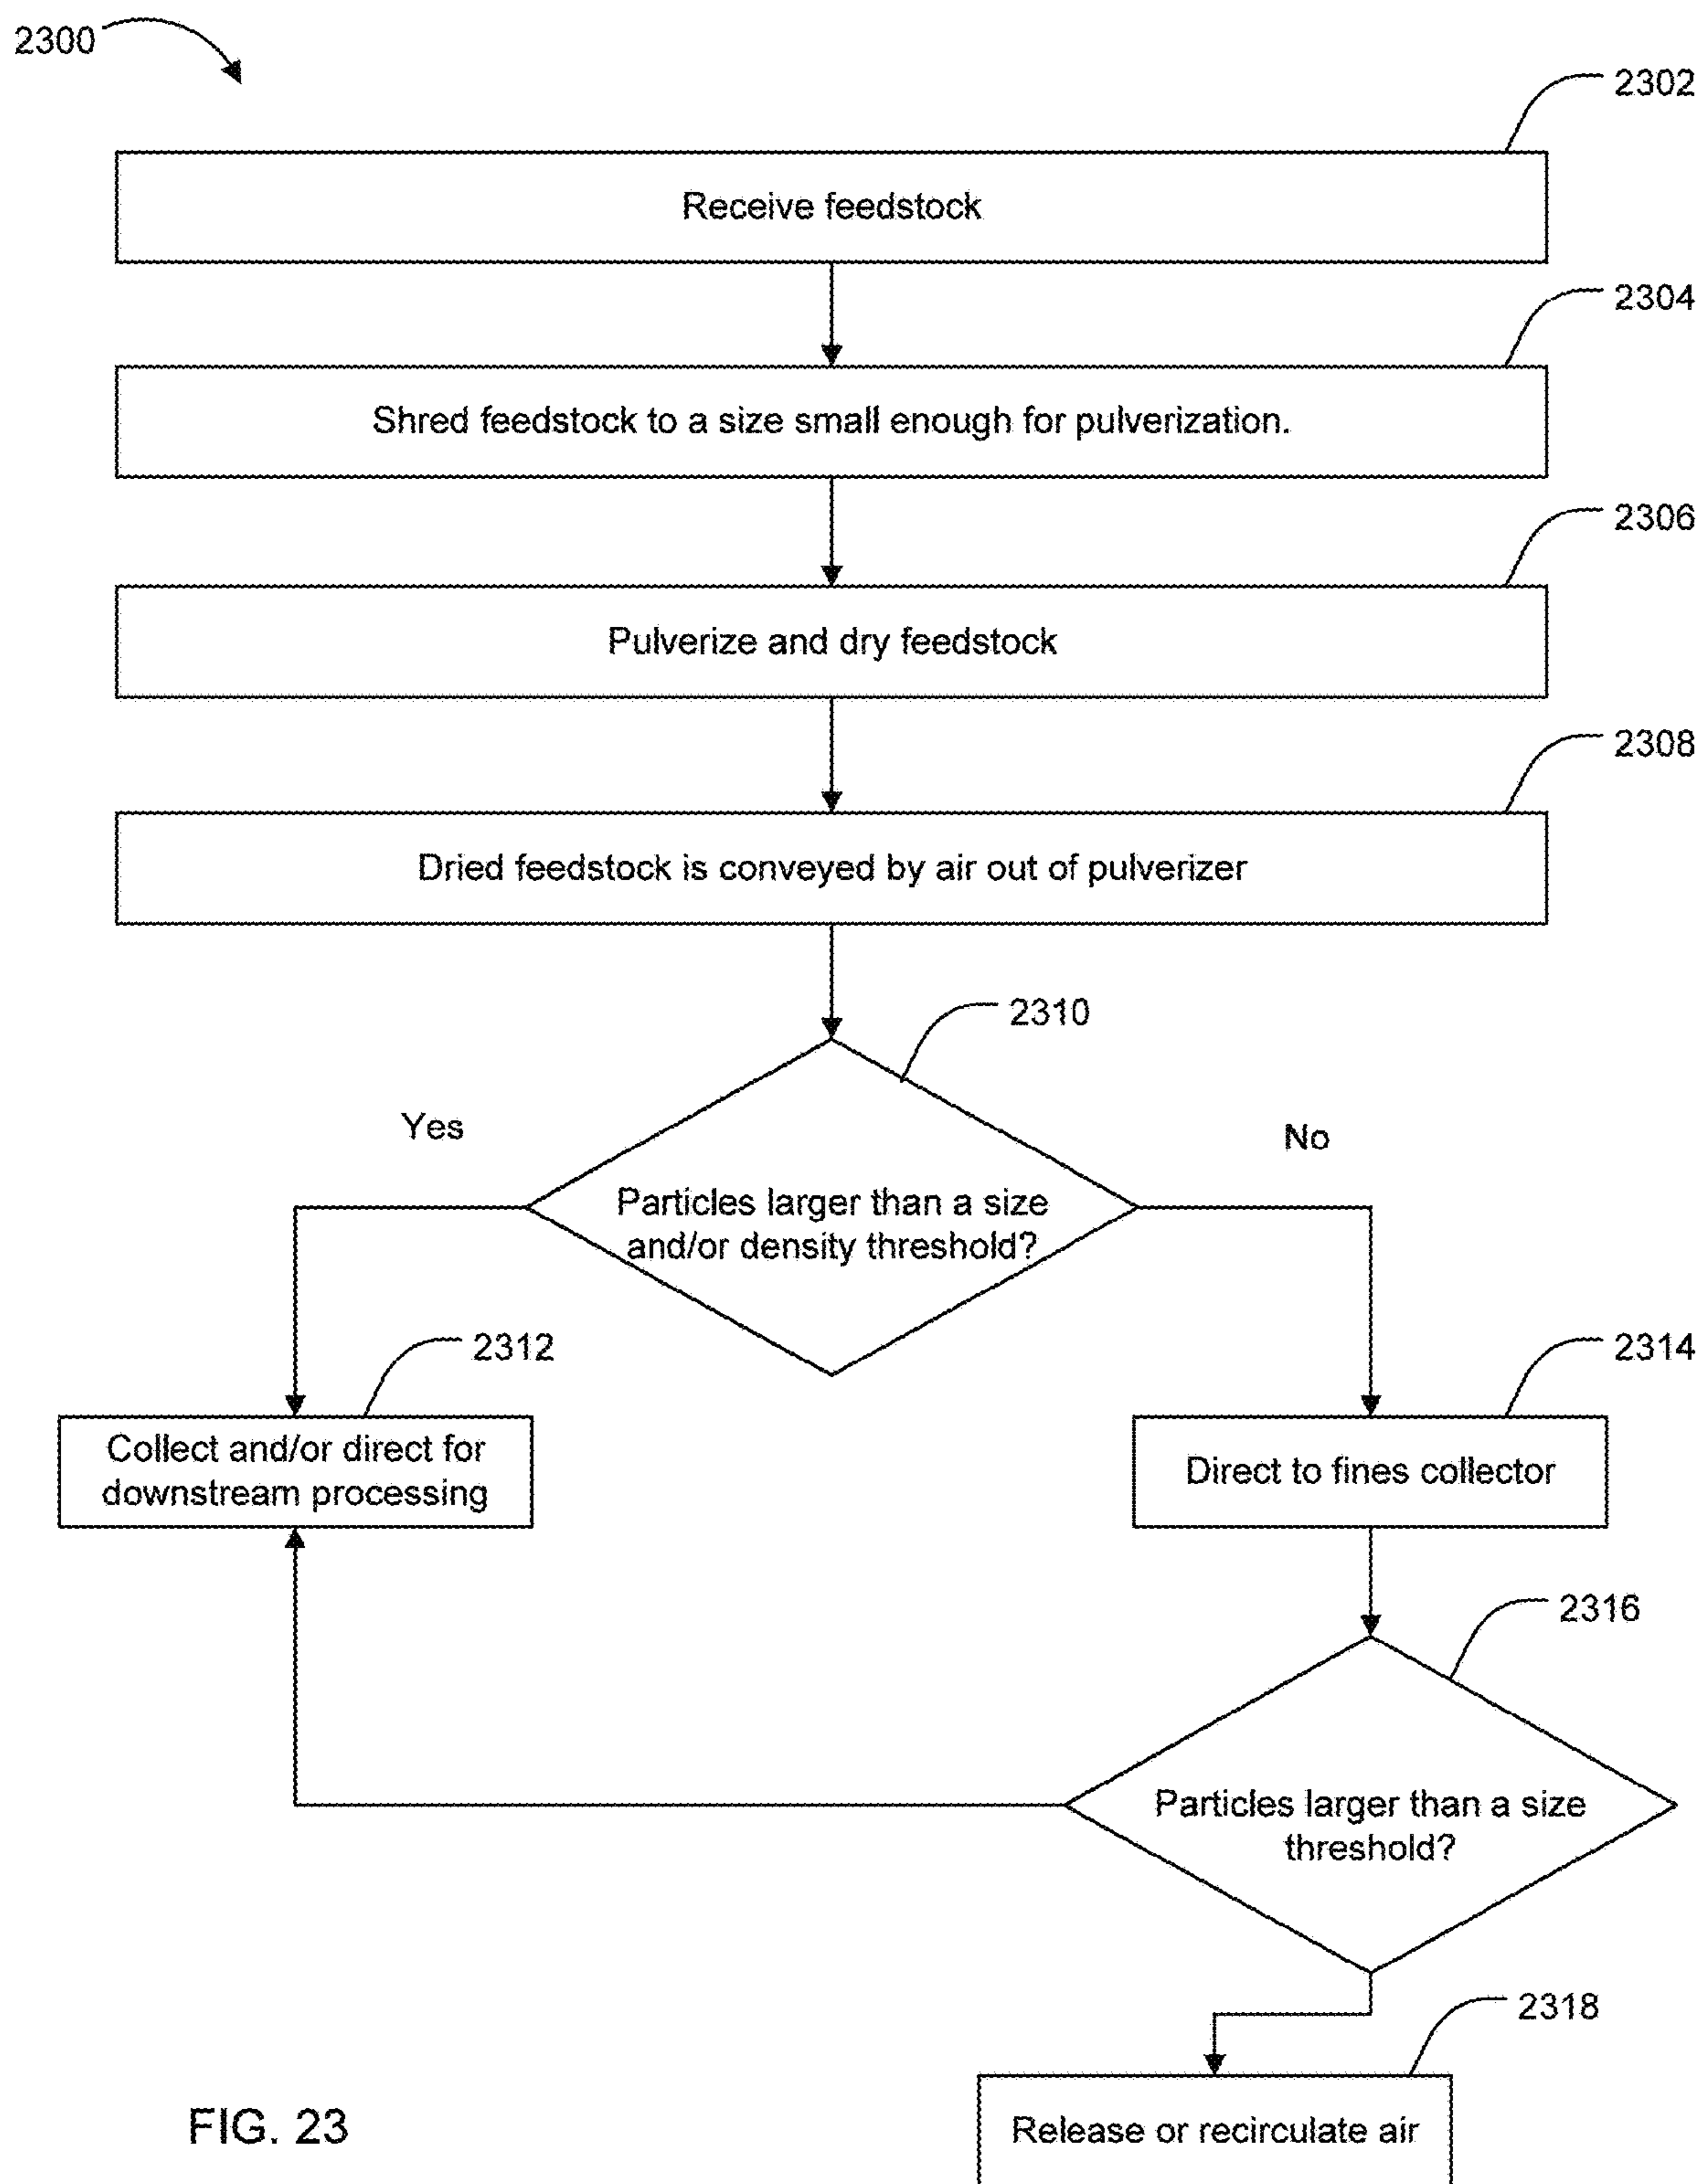 2300
2302
Receive feedstock
2304
Shred feedstock to a size small enough for pulverization.
2306
Pulverize and dry feedstock
2308
Dried feedstock is conveyed by air out of pulverizer
2310
Yes
No
Particles larger than a size
and/or density threshold?
2312
2314
Collect and/or direct for
downstream processing
Direct to fines collector
2316
Particles larger than a size
threshold?
2318
Release or recirculate air
FIG. 23